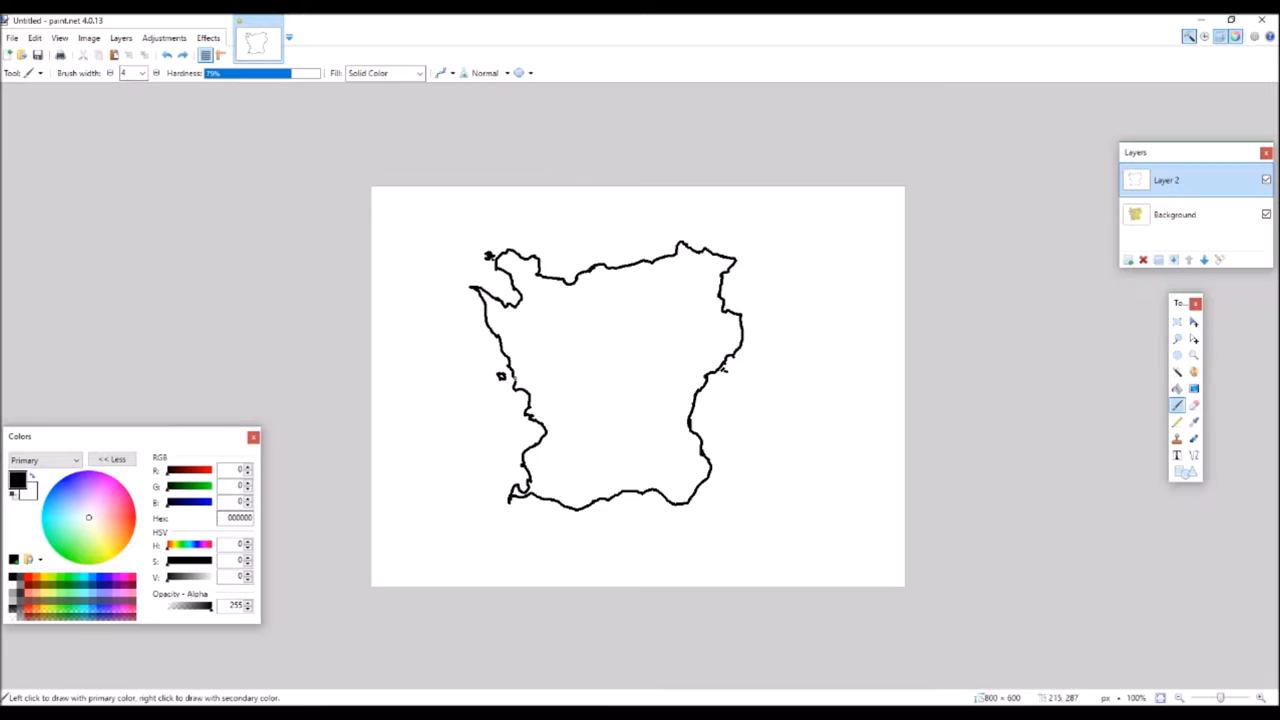 Untitled - paint.net 4.0.13
File Edit View Image Layers Adjustments Effects
Tool: Brush width: 4 Hardness: 79% Fill: Solid Color Normal
Layers
Layer 2
Background
To...
Colors
Primary << Less
RGB
R: 0
G: 0
B: 0
Hex: 000000
HSV
H: 0
S: 0
V: 0
Opacity - Alpha
255
Left click to draw with primary color, right click to draw with secondary color. 800 × 600 215, 287 px 100%